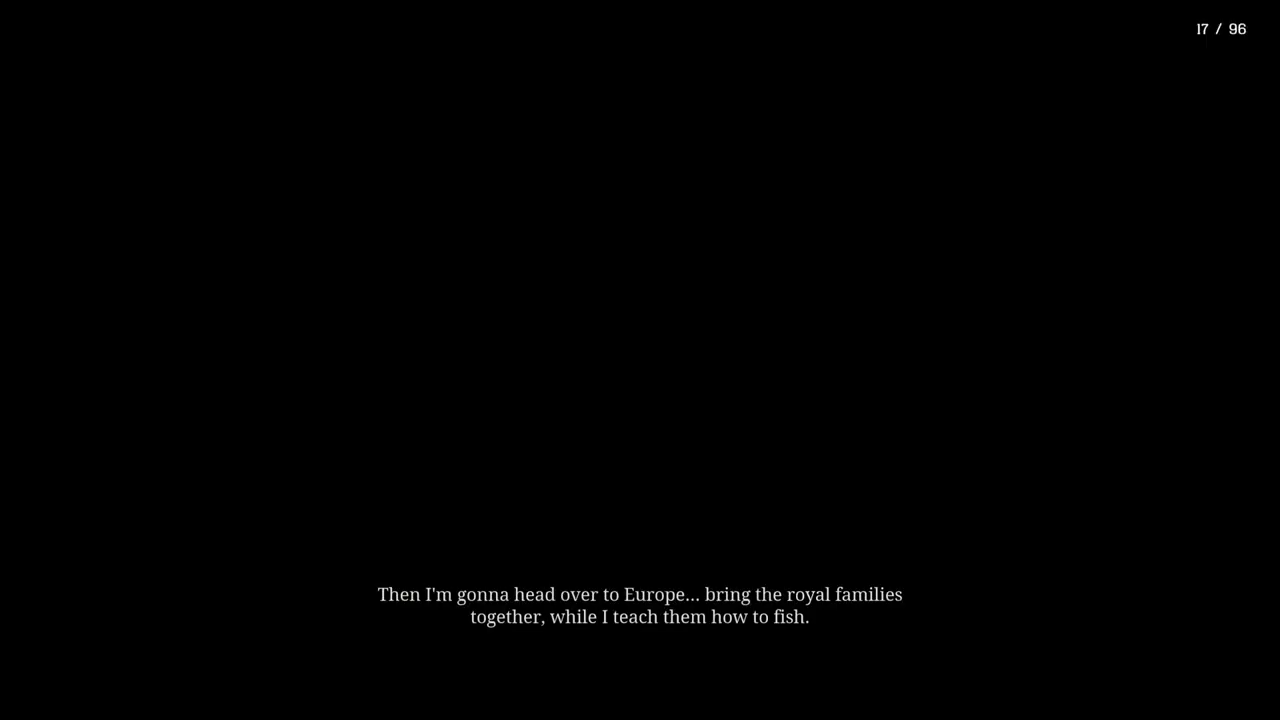 17 / 96
Then I'm gonna head over to Europe... bring the royal families
together, while I teach them how to fish.